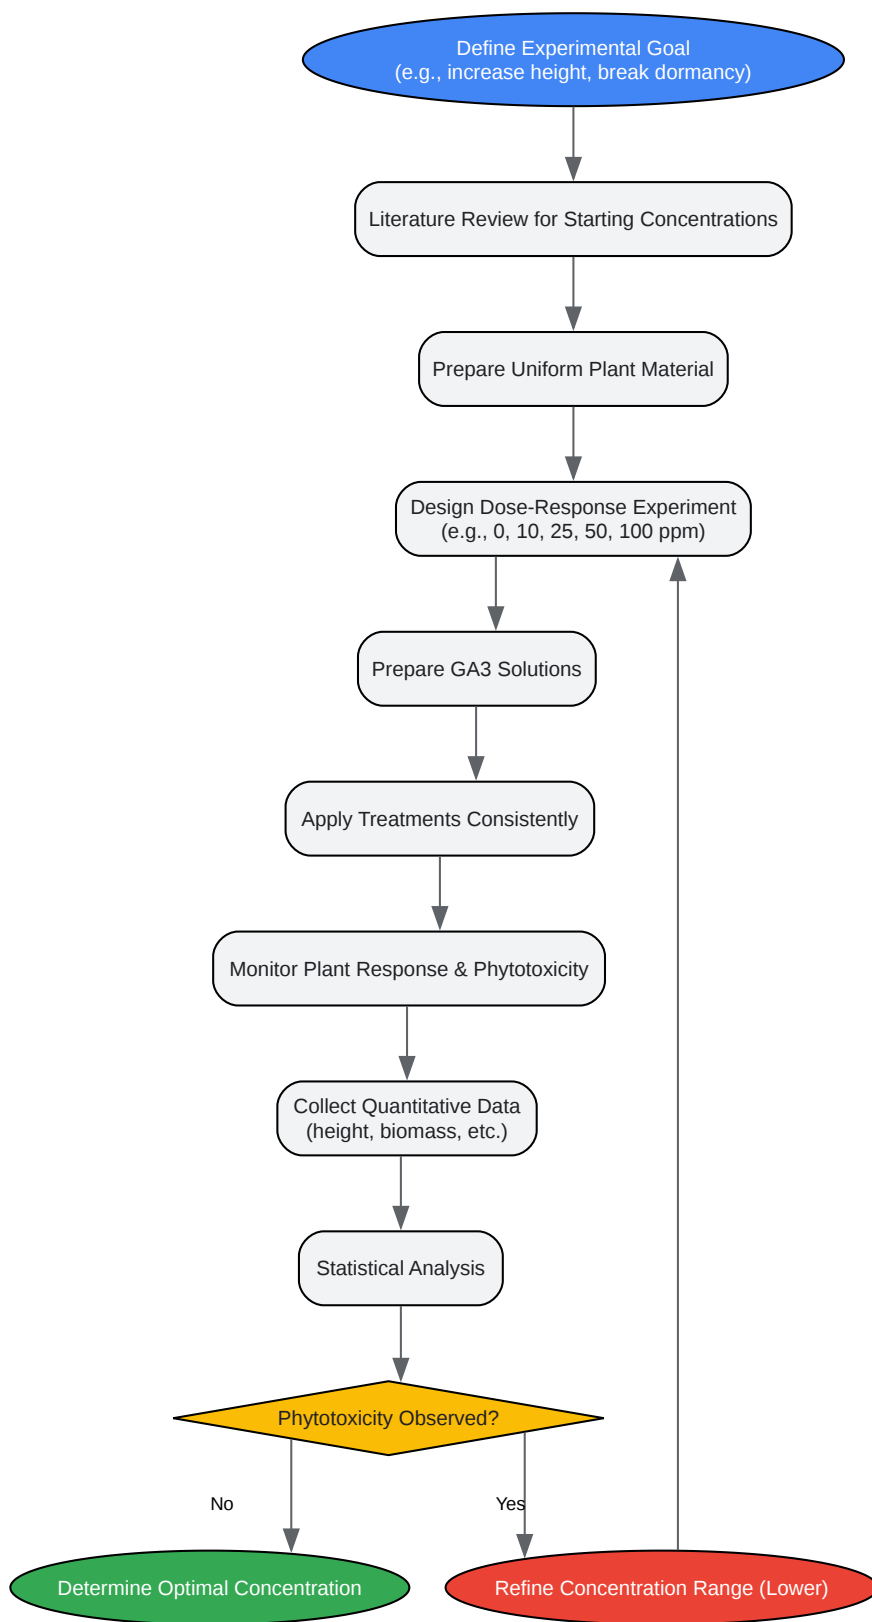 Define Experimental Goal
(e.g., increase height, break dormancy)
Literature Review for Starting Concentrations
Prepare Uniform Plant Material
Design Dose-Response Experiment
(e.g., 0, 10, 25, 50, 100 ppm)
Prepare GA3 Solutions
Apply Treatments Consistently
Monitor Plant Response & Phytotoxicity
Collect Quantitative Data
(height, biomass, etc.)
Statistical Analysis
Phytotoxicity Observed?
No
Yes
Determine Optimal Concentration
Refine Concentration Range (Lower)